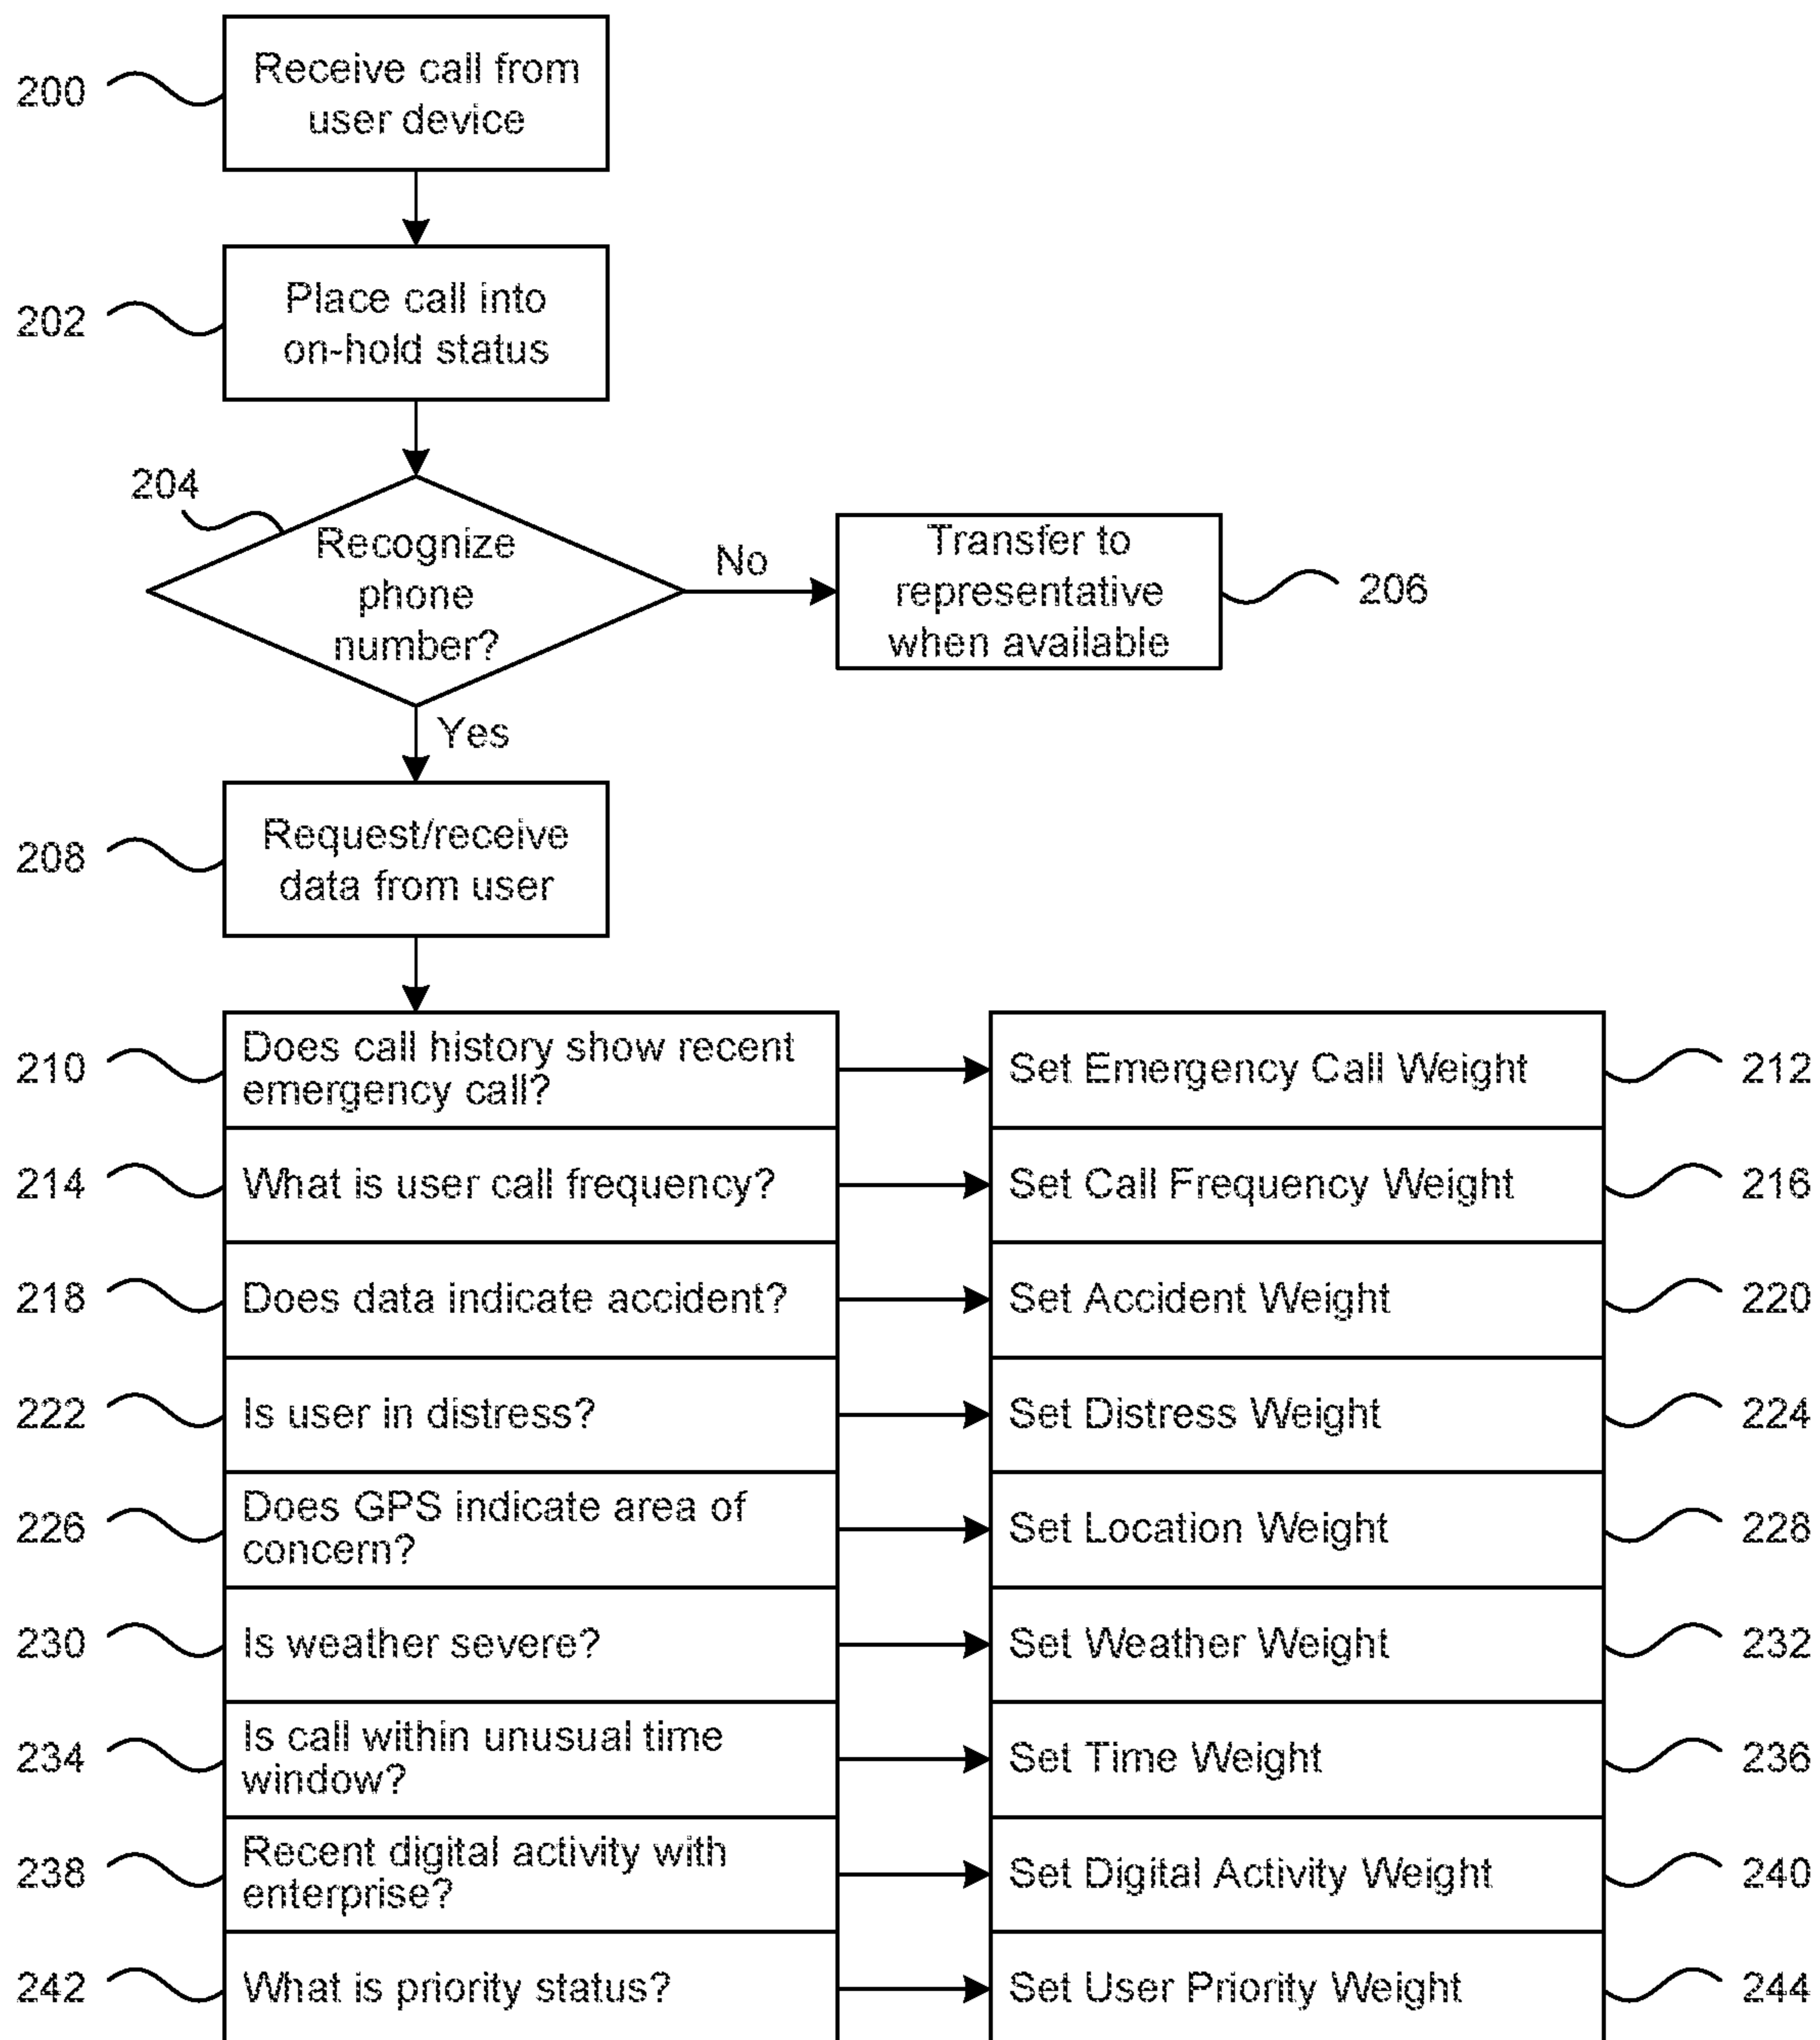 200
Receive call from
user device
202
Place call into
on-hold status
204
Recognize
phone
number?
No
Transfer to
representative
when available
206
Yes
208
Request/receive
data from user
210
Does call history show recent
emergency call?
Set Emergency Call Weight
212
214
What is user call frequency?
Set Call Frequency Weight
216
218
Does data indicate accident?
Set Accident Weight
220
222
Is user in distress?
Set Distress Weight
224
226
Does GPS indicate area of
concern?
Set Location Weight
228
230
Is weather severe?
Set Weather Weight
232
234
Is call within unusual time
window?
Set Time Weight
236
238
Recent digital activity with
enterprise?
Set Digital Activity Weight
240
242
What is priority status?
Set User Priority Weight
244